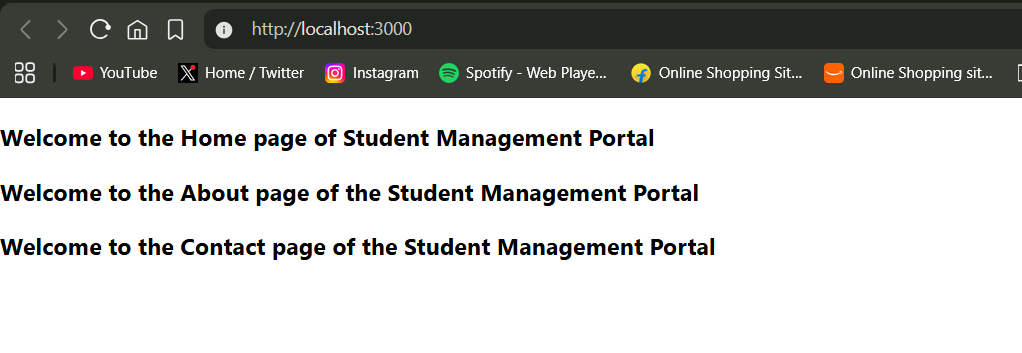 http://localhost:3000
YouTube Home / Twitter Instagram Spotify - Web Playe... Online Shopping Sit... Online Shopping sit...
Welcome to the Home page of Student Management Portal
Welcome to the About page of the Student Management Portal
Welcome to the Contact page of the Student Management Portal